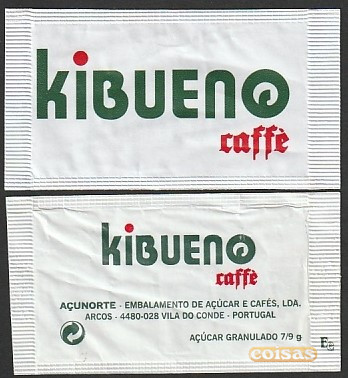 kiBUENO
caffè
kiBUENO
caffè
AÇUNORTE - EMBALAMENTO DE AÇÚCAR E CAFÉS, LDA.
ARCOS - 4480-028 VILA DO CONDE - PORTUGAL
AÇÚCAR GRANULADO 7/9 g
coisas